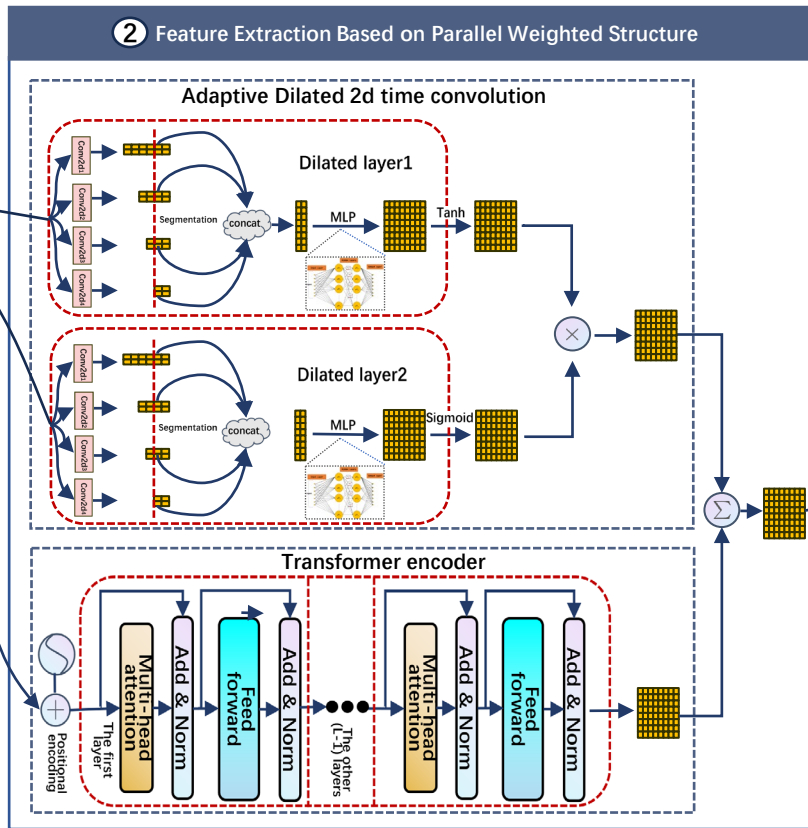 2 Feature Extraction Based on Parallel Weighted Structure
Adaptive Dilated 2d time convolution
Conv2d₁
Conv2d₂
Conv2d₃
Conv2d₄
Segmentation
concat
Dilated layer1
MLP
Tanh
×
Conv2d₁
Conv2d₂
Conv2d₃
Conv2d₄
Segmentation
concat
Dilated layer2
MLP
Sigmoid
Σ
Transformer encoder
+
Positional
encoding
The first
layer
Multi-head
attention
Add & Norm
Feed
forward
Add & Norm
The other
(L-1) layers
Multi-head
attention
Add & Norm
Feed
forward
Add & Norm